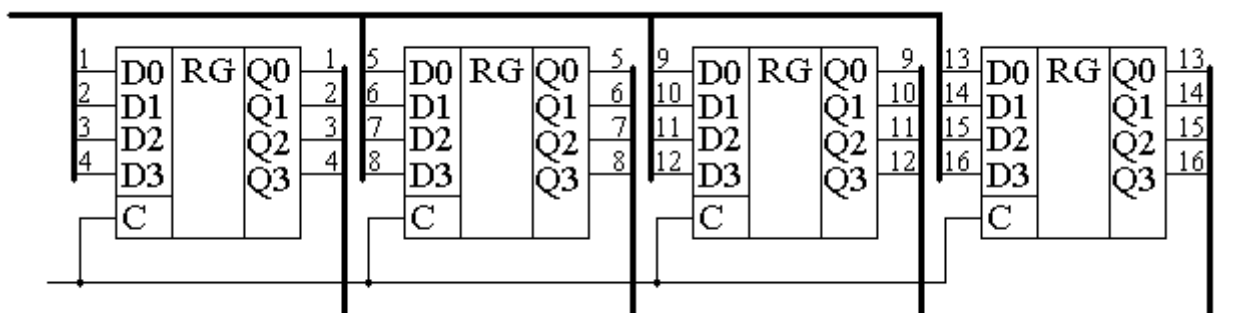 1 D0 RG Q0 1 5 D0 RG Q0 5 9 D0 RG Q0 9 13 D0 RG Q0 13
2 D1 Q1 2 6 D1 Q1 6 10 D1 Q1 10 14 D1 Q1 14
3 D2 Q2 3 7 D2 Q2 7 11 D2 Q2 11 15 D2 Q2 15
4 D3 Q3 4 8 D3 Q3 8 12 D3 Q3 12 16 D3 Q3 16
C C C C